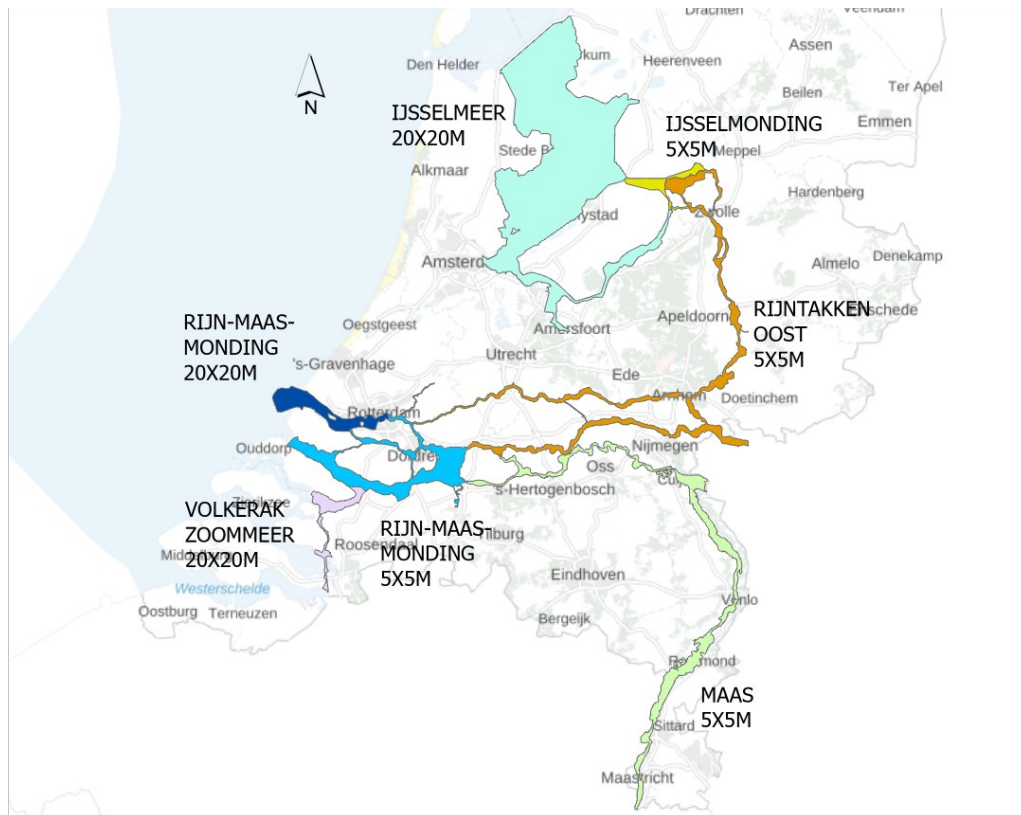 Drachten
Veendam
Den Helder
Heerenveen
Assen
Beilen
Ter Apel
Emmen
IJSSELMEER
20X20M
IJSSELMONDING
5X5M
Stede B
Meppel
Alkmaar
Hardenberg
Zwolle
Amsterd
Almelo
Denekamp
RIJNTAKKEN
OOST
5X5M
Apeldoorn
Amersfoort
RIJN-MAAS-
MONDING
20X20M
Oegstgeest
's-Gravenhage
Utrecht
Ede
Arnhem
Doetinchem
Rotterdam
Ouddorp
Nijmegen
Oss
's-Hertogenbosch
VOLKERAK
ZOOMMEER
20X20M
RIJN-MAAS-
MONDING
5X5M
Middelburg
Roosendaal
Tilburg
Westerschelde
Eindhoven
Oostburg
Terneuzen
Bergeijk
Venlo
MAAS
5X5M
Sittard
Maastricht
N